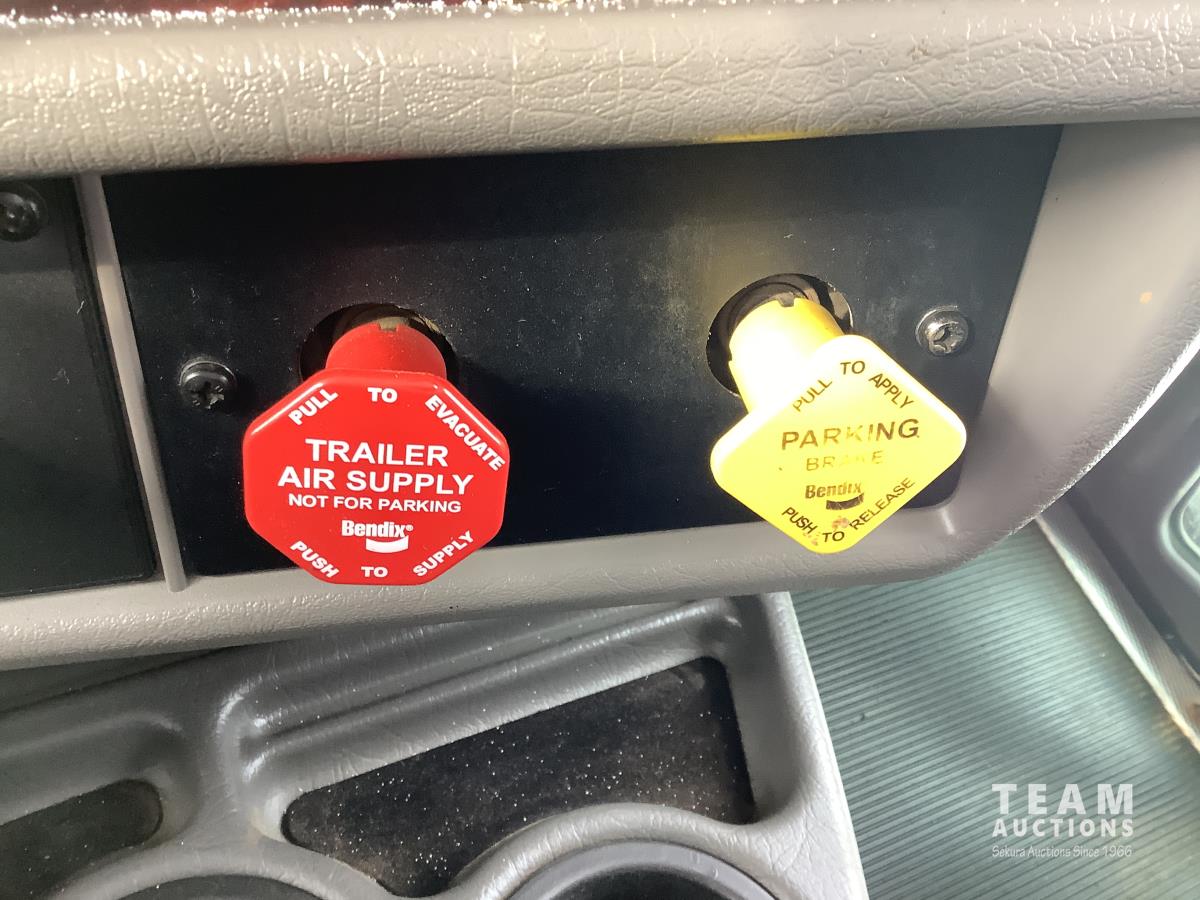 PULL TO EVACUATE
TRAILER
AIR SUPPLY
NOT FOR PARKING
Bendix®
PUSH TO SUPPLY
PULL TO APPLY
PARKING
BRAKE
Bendix
PUSH TO RELEASE
TEAM
AUCTIONS
Sekura Auctions Since 1966